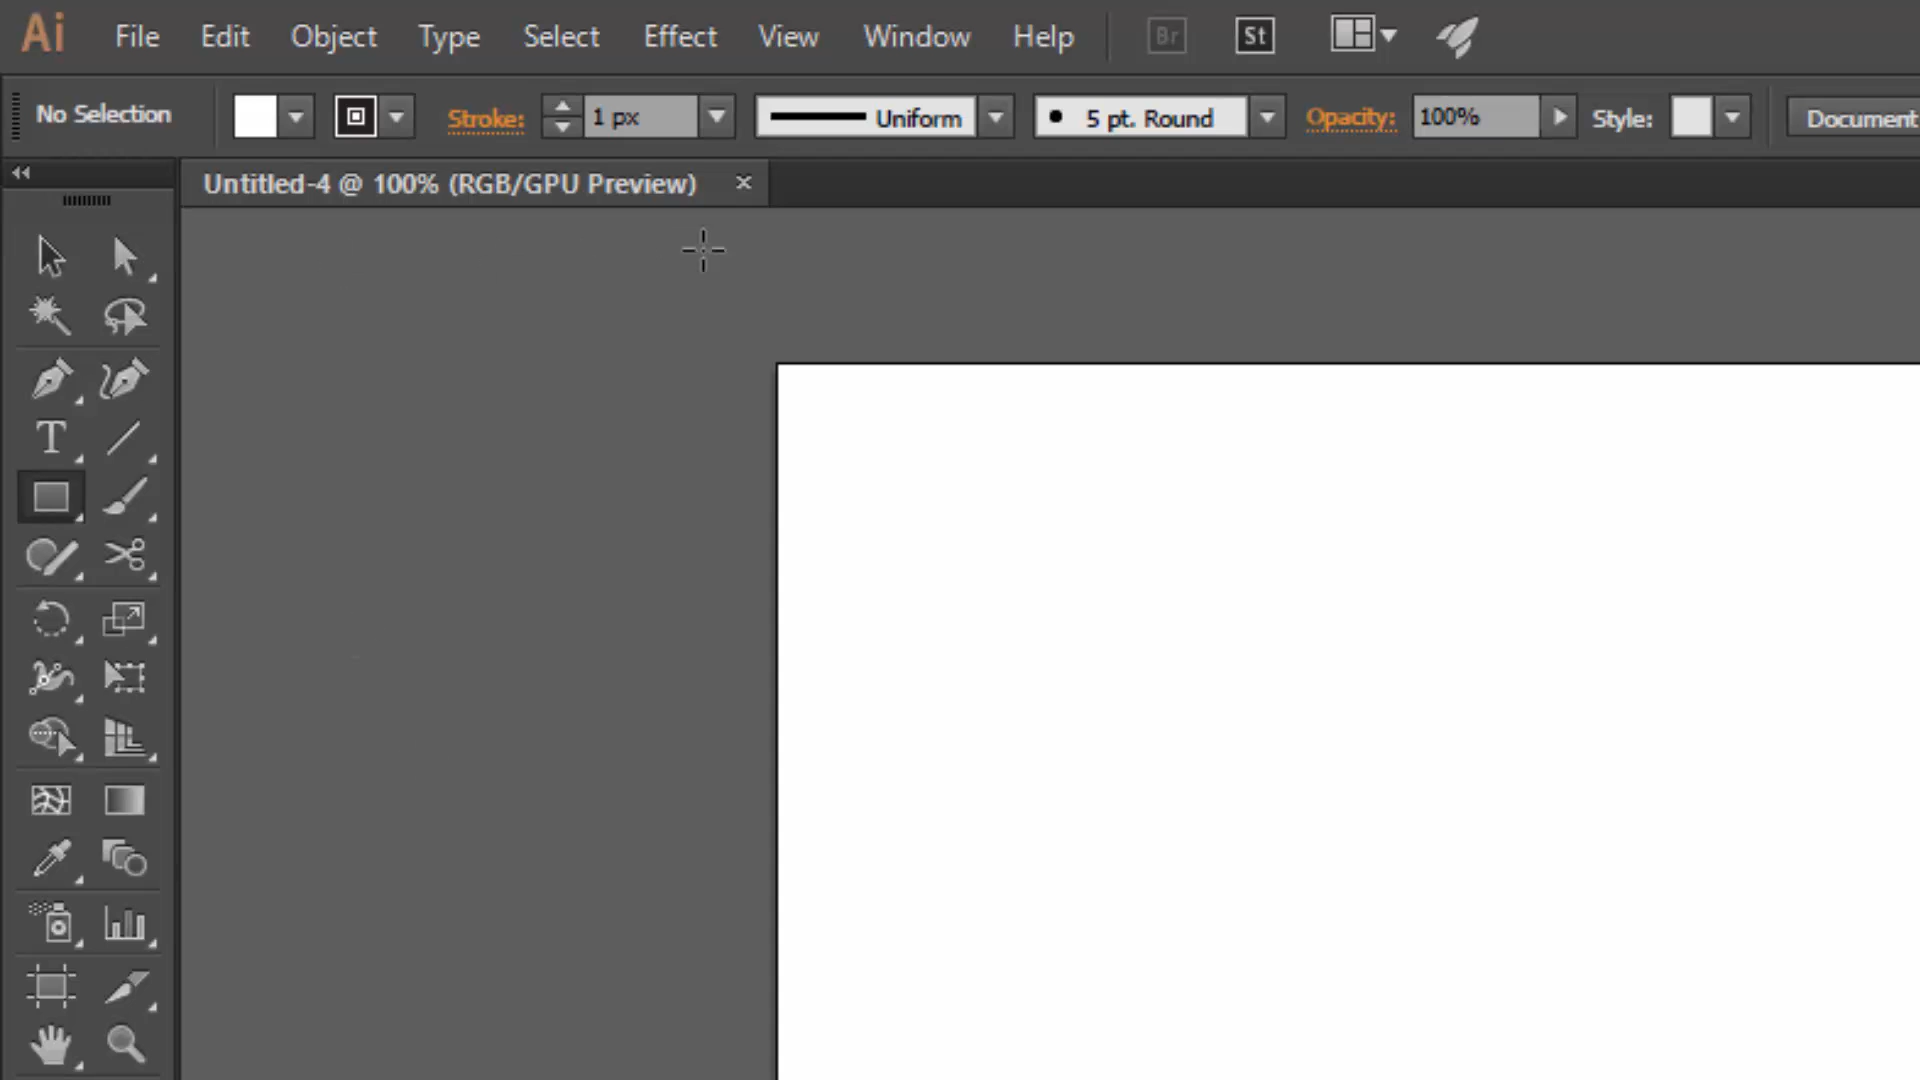 Ai File Edit Object Type Select Effect View Window Help Br St
No Selection Stroke: 1 px Uniform 5 pt. Round Opacity: 100% Style: Document
Untitled-4 @ 100% (RGB/GPU Preview) ×
T